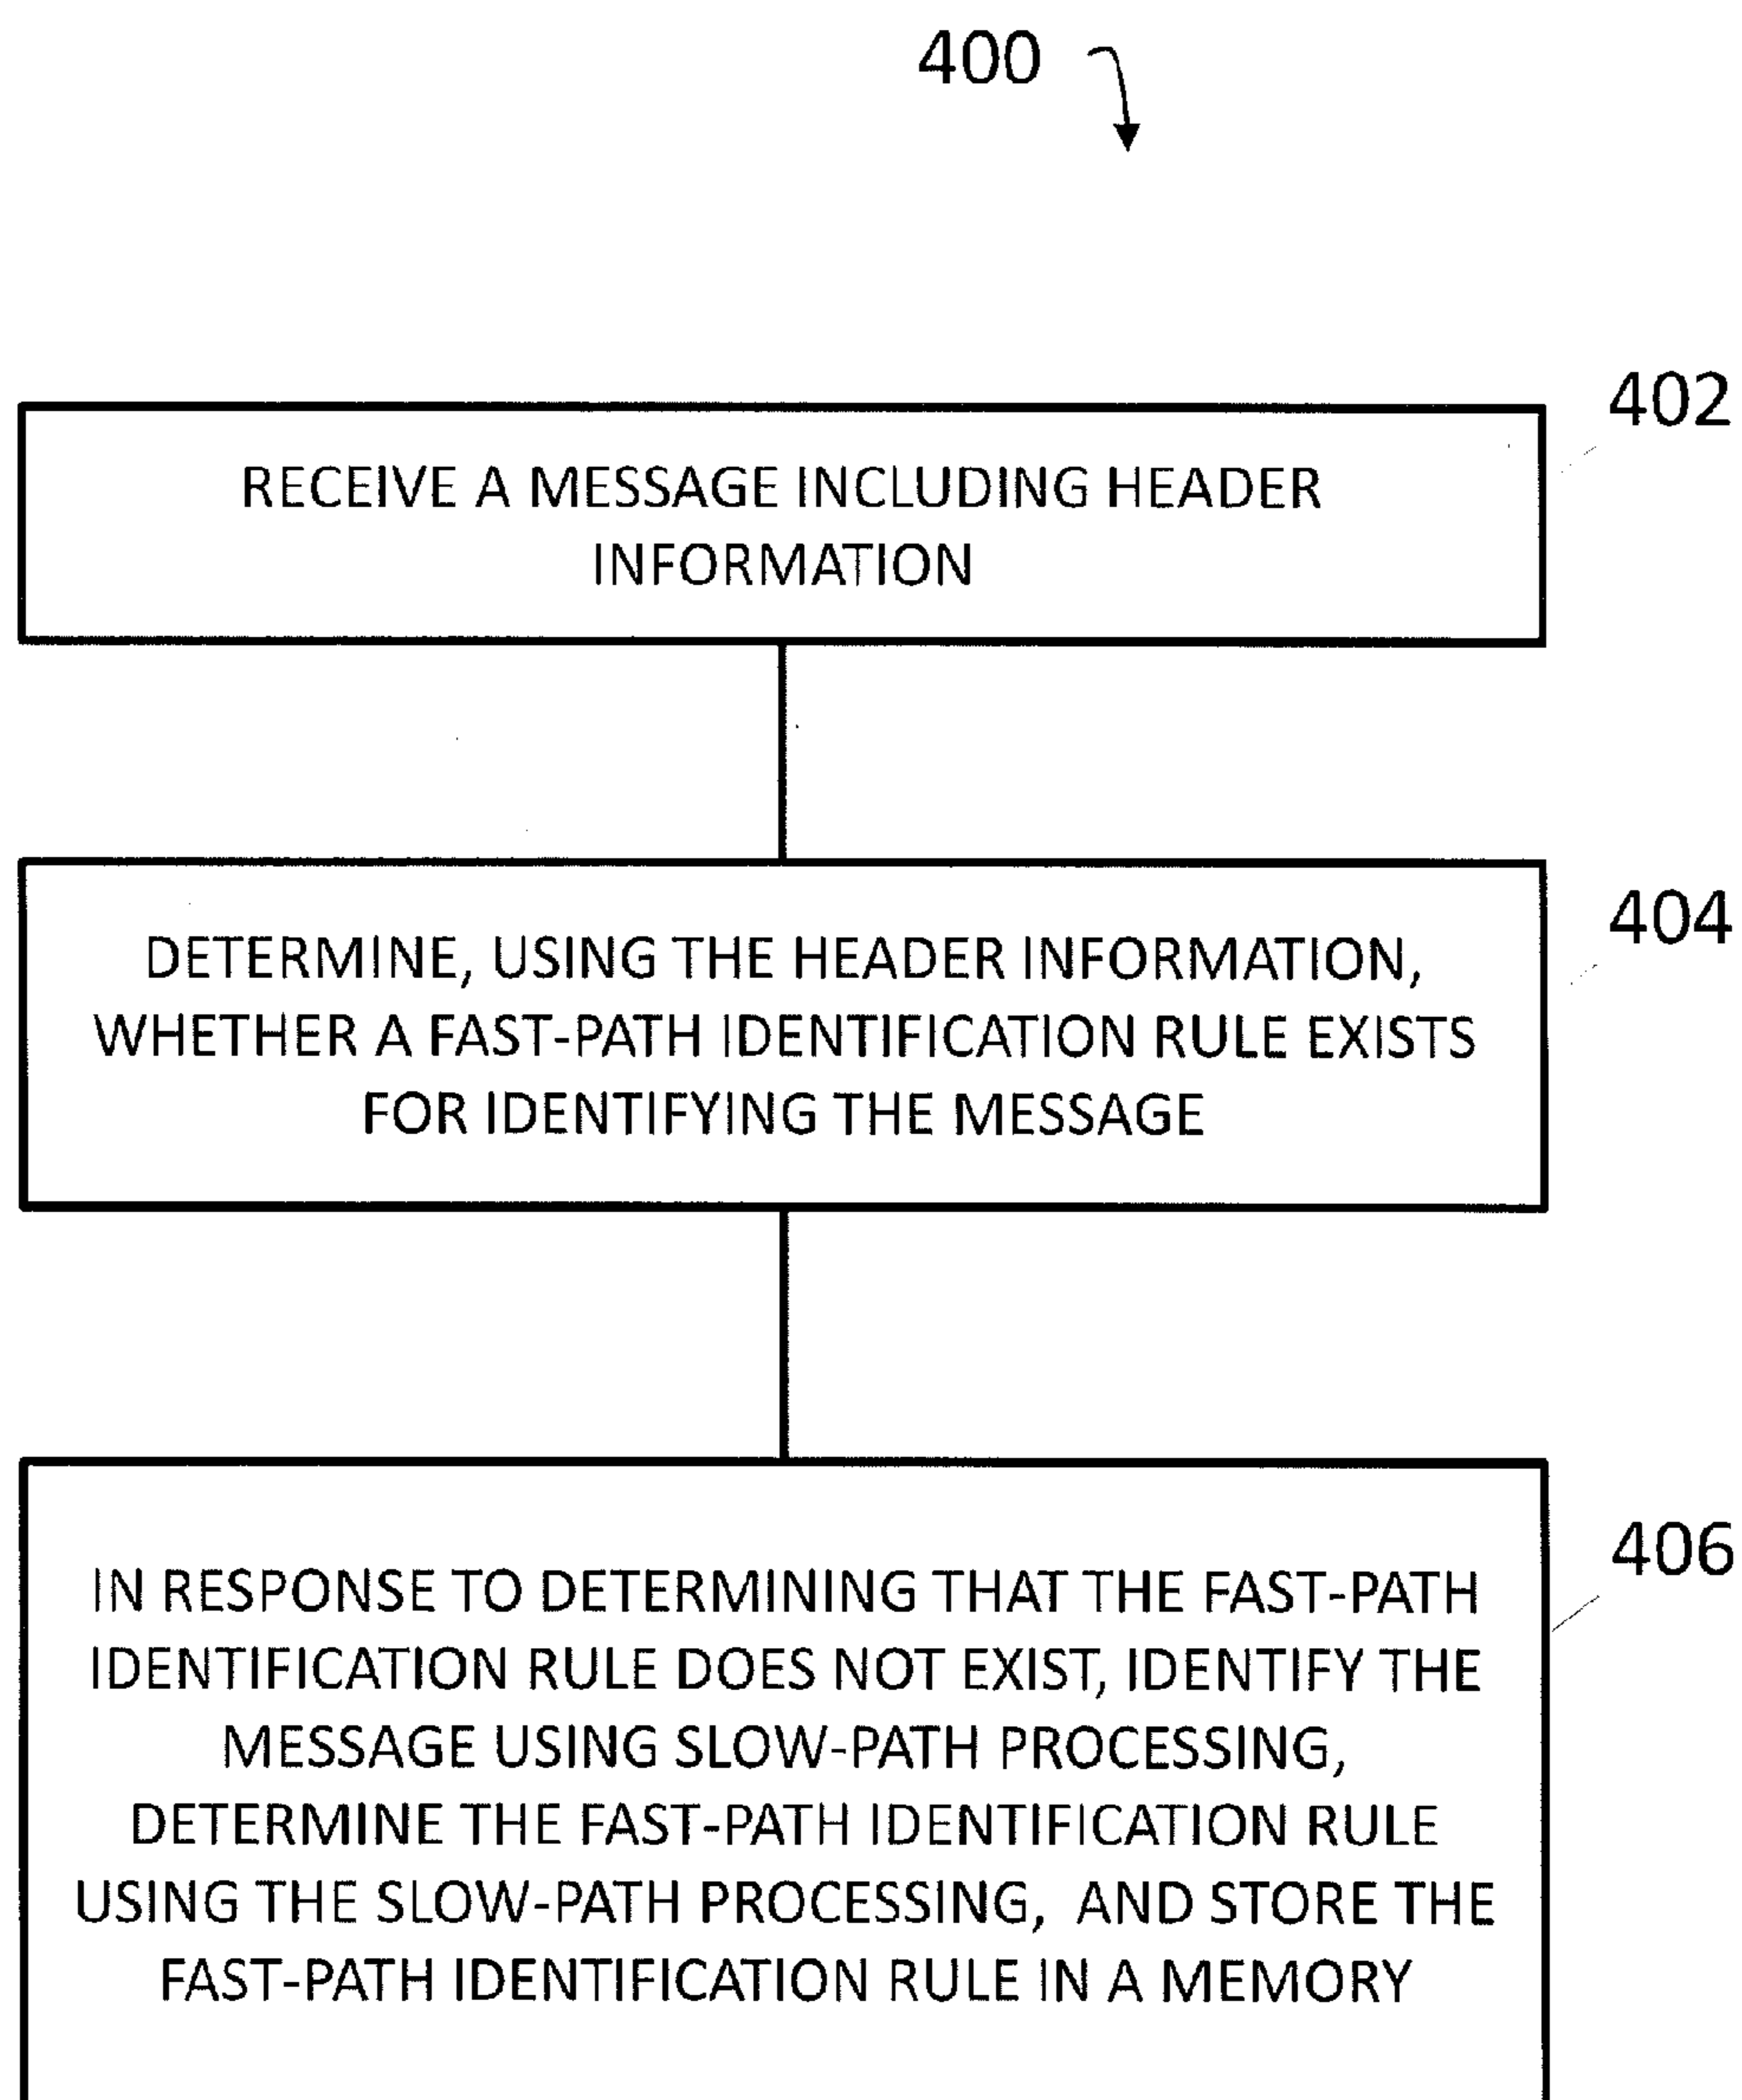 400
402
RECEIVE A MESSAGE INCLUDING HEADER
INFORMATION
404
DETERMINE, USING THE HEADER INFORMATION,
WHETHER A FAST-PATH IDENTIFICATION RULE EXISTS
FOR IDENTIFYING THE MESSAGE
406
IN RESPONSE TO DETERMINING THAT THE FAST-PATH
IDENTIFICATION RULE DOES NOT EXIST, IDENTIFY THE
MESSAGE USING SLOW-PATH PROCESSING,
DETERMINE THE FAST-PATH IDENTIFICATION RULE
USING THE SLOW-PATH PROCESSING, AND STORE THE
FAST-PATH IDENTIFICATION RULE IN A MEMORY